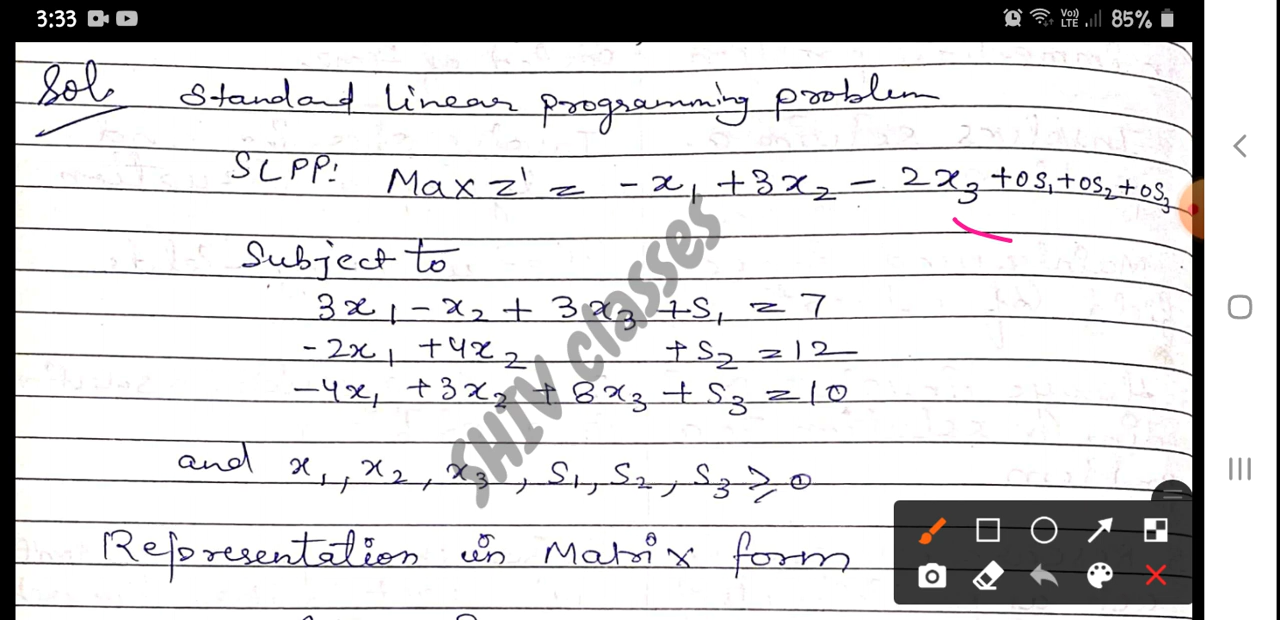 3:33 Vo) LTE 85%
Sol. Standard linear programming problem
SLPP: Max z' = -x₁ + 3x₂ - 2x₃ + 0s₁ + 0s₂ + 0s₃
Subject to
3x₁ - x₂ + 3x₃ + S₁ = 7
-2x₁ + 4x₂ + S₂ = 12
-4x₁ + 3x₂ + 8x₃ + S₃ = 10
and x₁, x₂, x₃, S₁, S₂, S₃ ≥ 0
Representation in Matrix form
SHIV classes